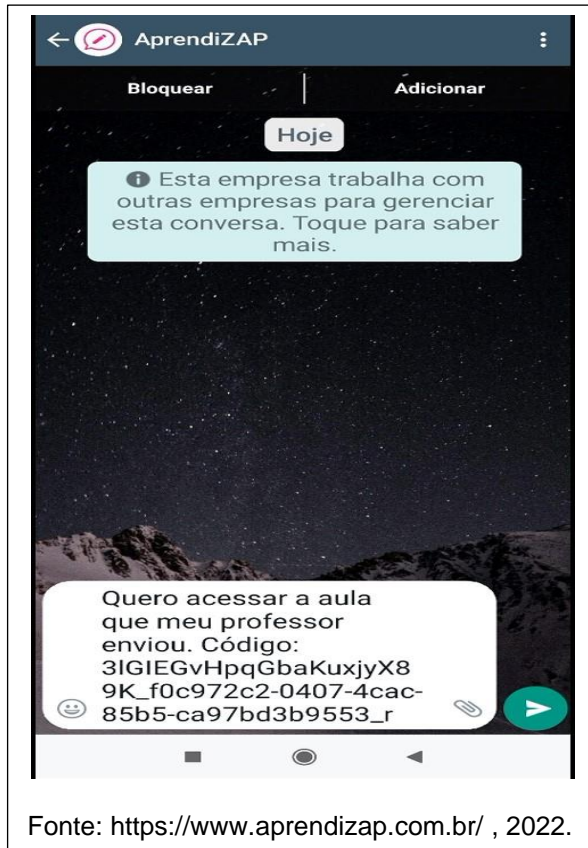 AprendiZAP
Bloquear Adicionar
Hoje
Esta empresa trabalha com
outras empresas para gerenciar
esta conversa. Toque para saber
mais.
Quero acessar a aula
que meu professor
enviou. Código:
3lGIEGvHpqGbaKuxjyX8
9K_f0c972c2-0407-4cac-
85b5-ca97bd3b9553_r
Fonte: https://www.aprendizap.com.br/ , 2022.